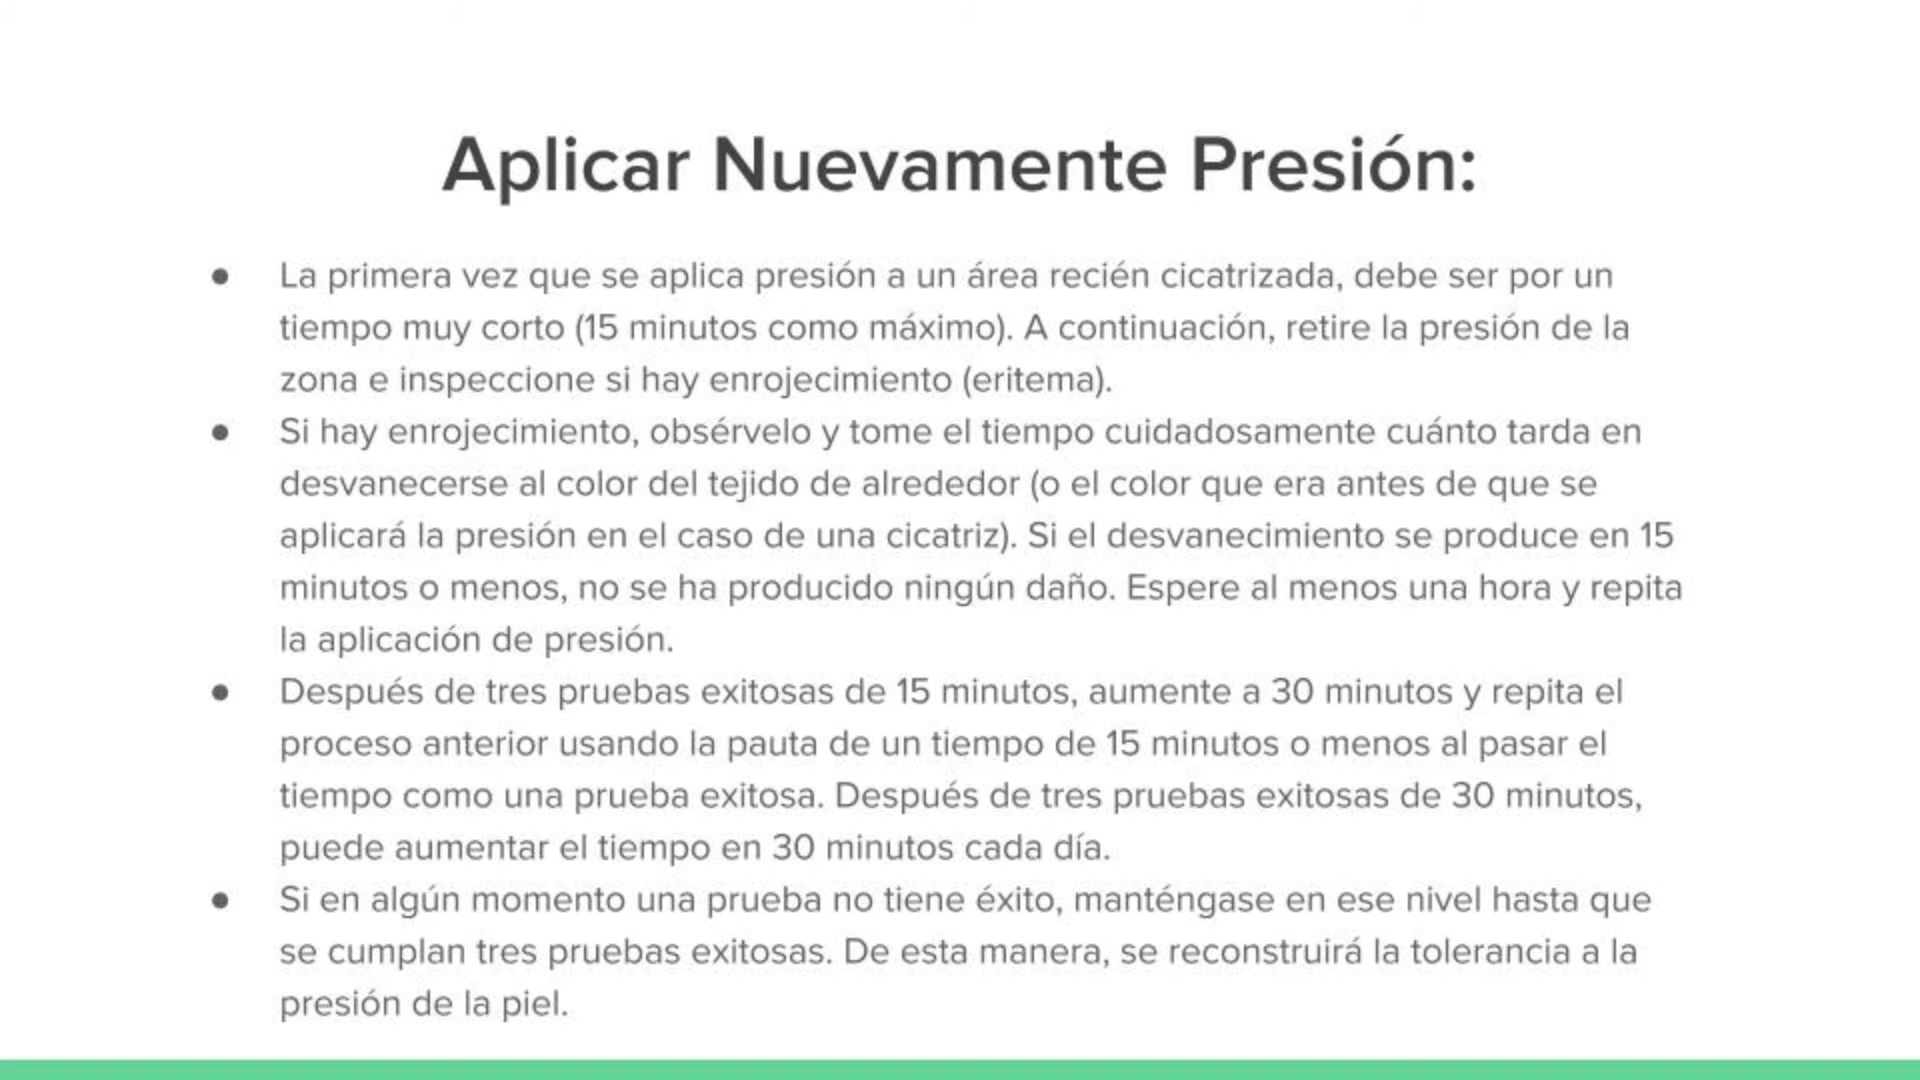 Aplicar Nuevamente Presión:
● La primera vez que se aplica presión a un área recién cicatrizada, debe ser por un
tiempo muy corto (15 minutos como máximo). A continuación, retire la presión de la
zona e inspeccione si hay enrojecimiento (eritema).
● Si hay enrojecimiento, obsérvelo y tome el tiempo cuidadosamente cuánto tarda en
desvanecerse al color del tejido de alrededor (o el color que era antes de que se
aplicará la presión en el caso de una cicatriz). Si el desvanecimiento se produce en 15
minutos o menos, no se ha producido ningún daño. Espere al menos una hora y repita
la aplicación de presión.
● Después de tres pruebas exitosas de 15 minutos, aumente a 30 minutos y repita el
proceso anterior usando la pauta de un tiempo de 15 minutos o menos al pasar el
tiempo como una prueba exitosa. Después de tres pruebas exitosas de 30 minutos,
puede aumentar el tiempo en 30 minutos cada día.
● Si en algún momento una prueba no tiene éxito, manténgase en ese nivel hasta que
se cumplan tres pruebas exitosas. De esta manera, se reconstruirá la tolerancia a la
presión de la piel.